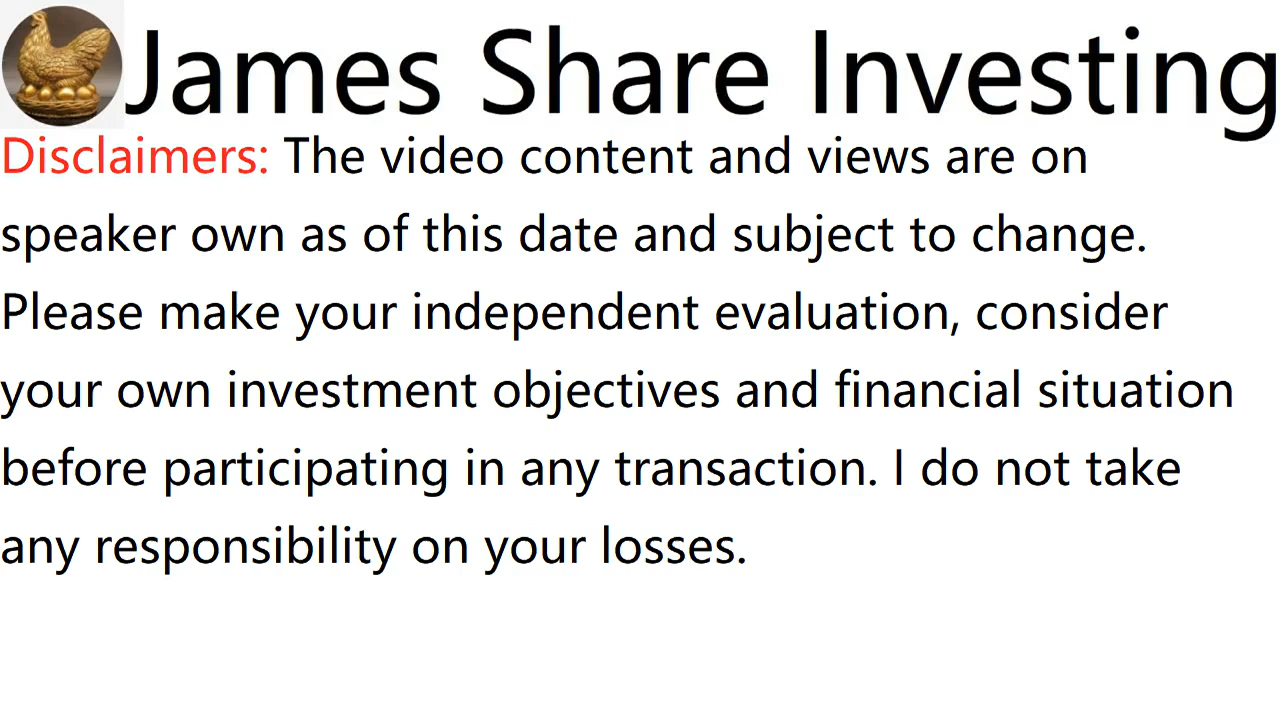 James Share Investing
Disclaimers: The video content and views are on
speaker own as of this date and subject to change.
Please make your independent evaluation, consider
your own investment objectives and financial situation
before participating in any transaction. I do not take
any responsibility on your losses.